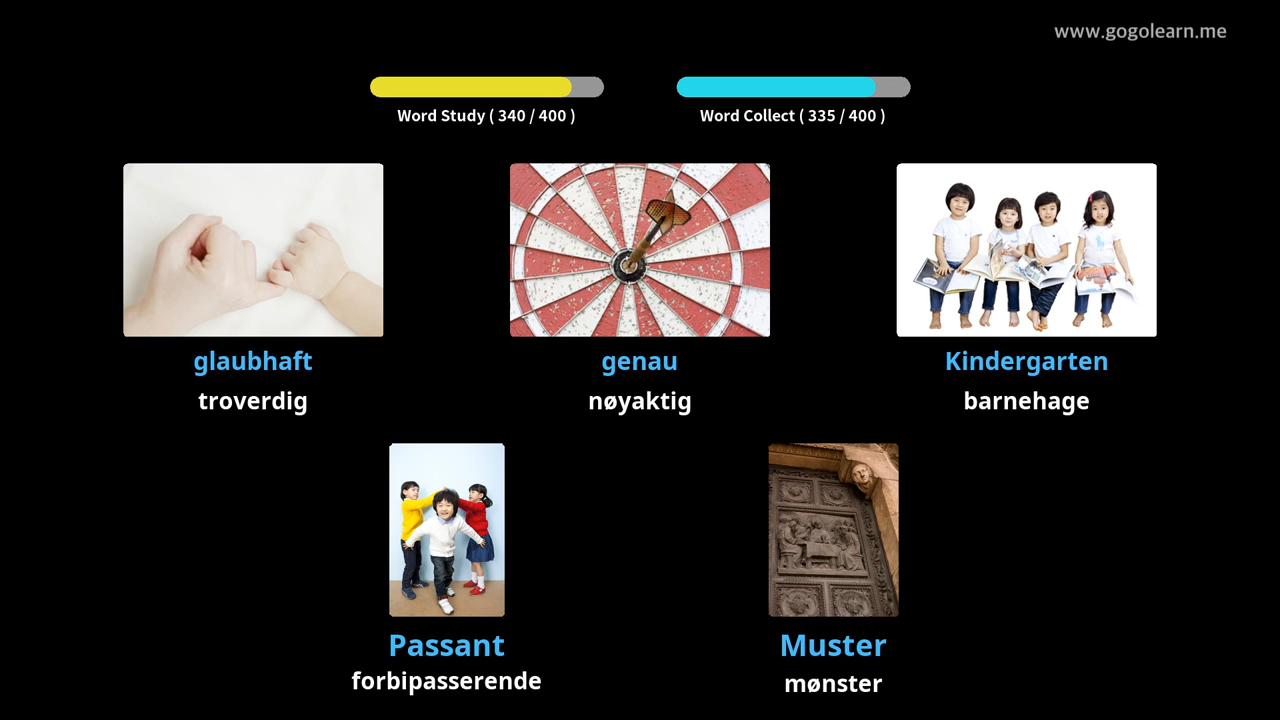 www.gogolearn.me
Word Study ( 340 / 400 )
Word Collect ( 335 / 400 )
glaubhaft
troverdig
genau
nøyaktig
Kindergarten
barnehage
Passant
forbipasserende
Muster
mønster